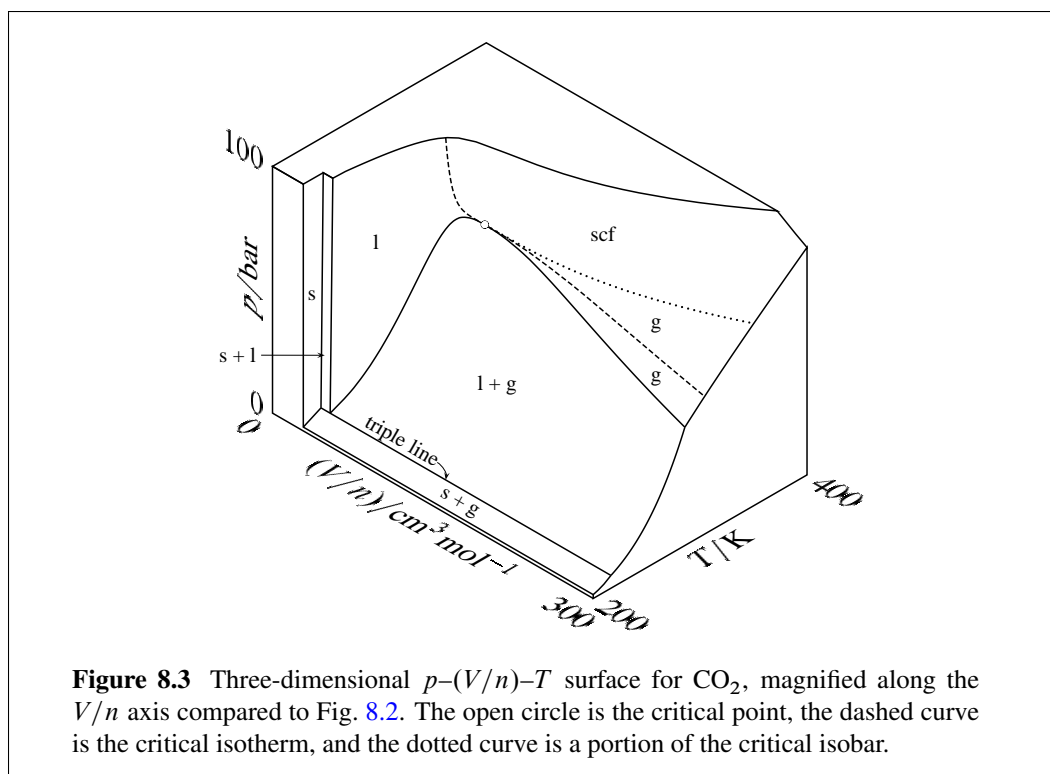 100
p/bar
0
0
s
s + l
l
scf
g
g
l + g
triple line
s + g
(V/n)/cm³ mol⁻¹
300
200
T/K
400
Figure 8.3 Three-dimensional p–(V/n)–T surface for CO₂, magnified along the
V/n axis compared to Fig. 8.2. The open circle is the critical point, the dashed curve
is the critical isotherm, and the dotted curve is a portion of the critical isobar.